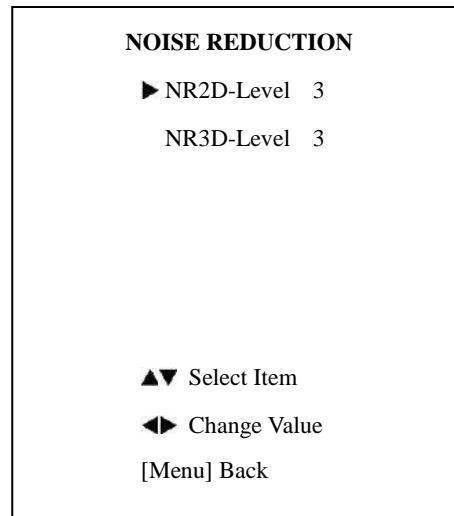 NOISE REDUCTION
▶ NR2D-Level 3
NR3D-Level 3
▲▼ Select Item
◀▶ Change Value
[Menu] Back